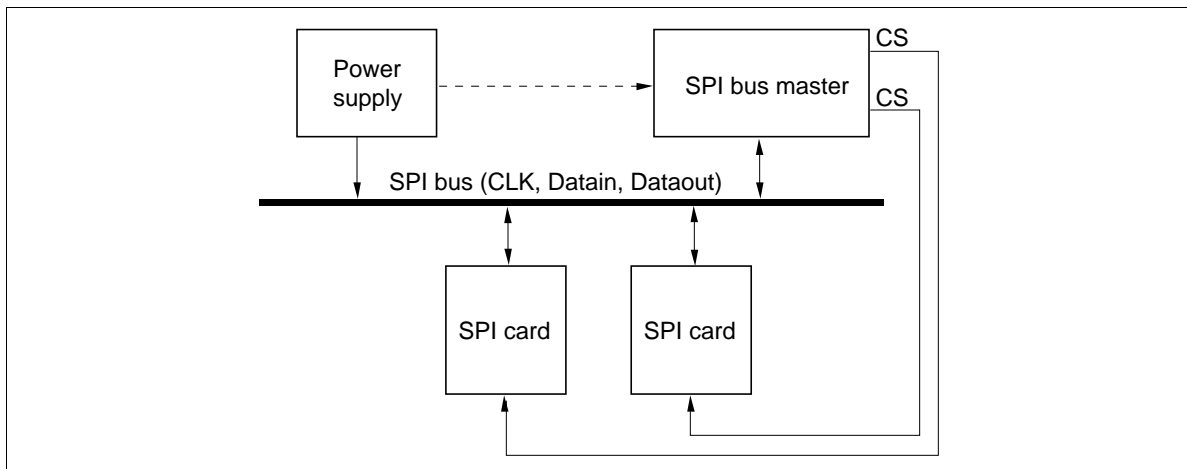 Power
supply
SPI bus master
CS
CS
SPI bus (CLK, Datain, Dataout)
SPI card
SPI card